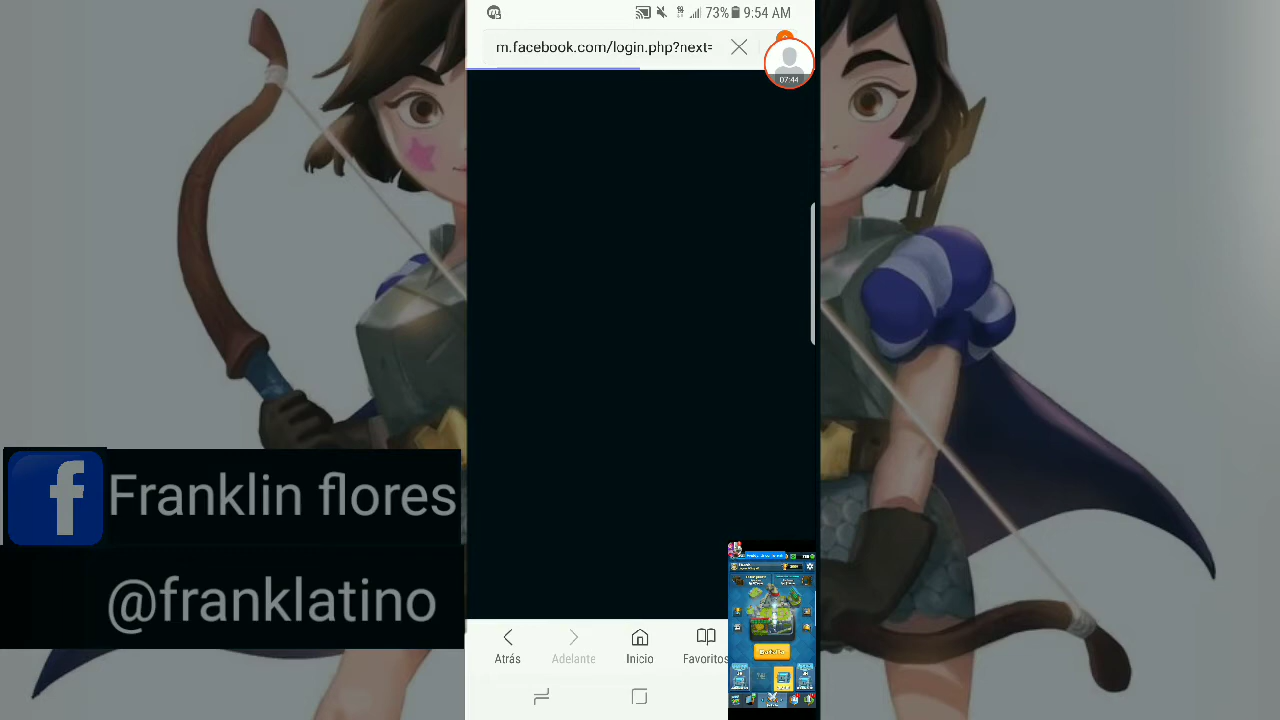 73% 9:54 AM
m.facebook.com/login.php?next=
07:44
f Franklin flores
@franklatino
Atrás Adelante Inicio Favoritos